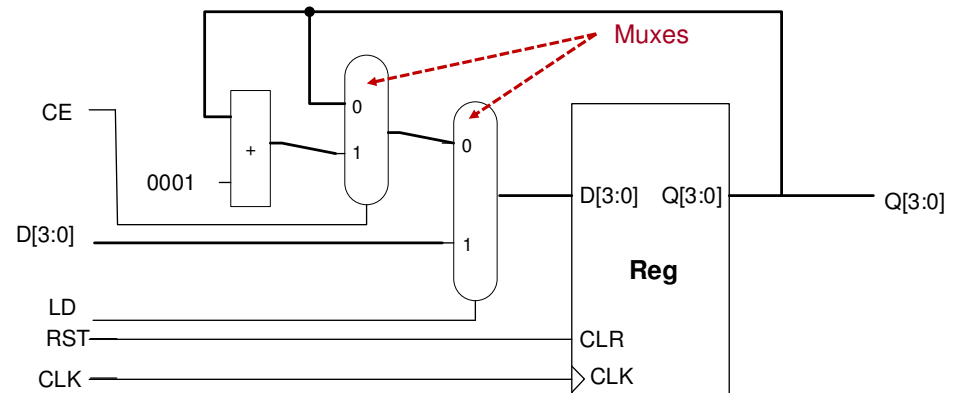 Muxes
CE
0
+
1
0
0001
D[3:0]
Q[3:0]
Q[3:0]
D[3:0]
1
Reg
LD
RST
CLR
CLK
CLK